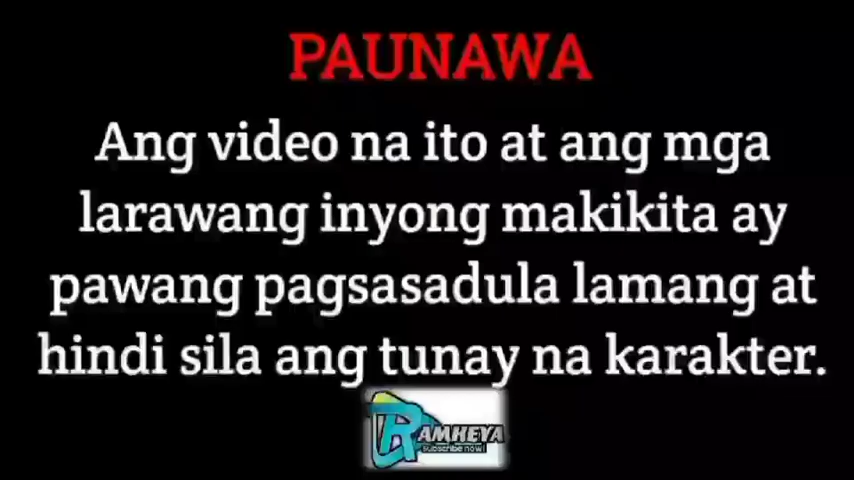 PAUNAWA
Ang video na ito at ang mga
larawang inyong makikita ay
pawang pagsasadula lamang at
hindi sila ang tunay na karakter.
RAMHEYA
subscribe now!